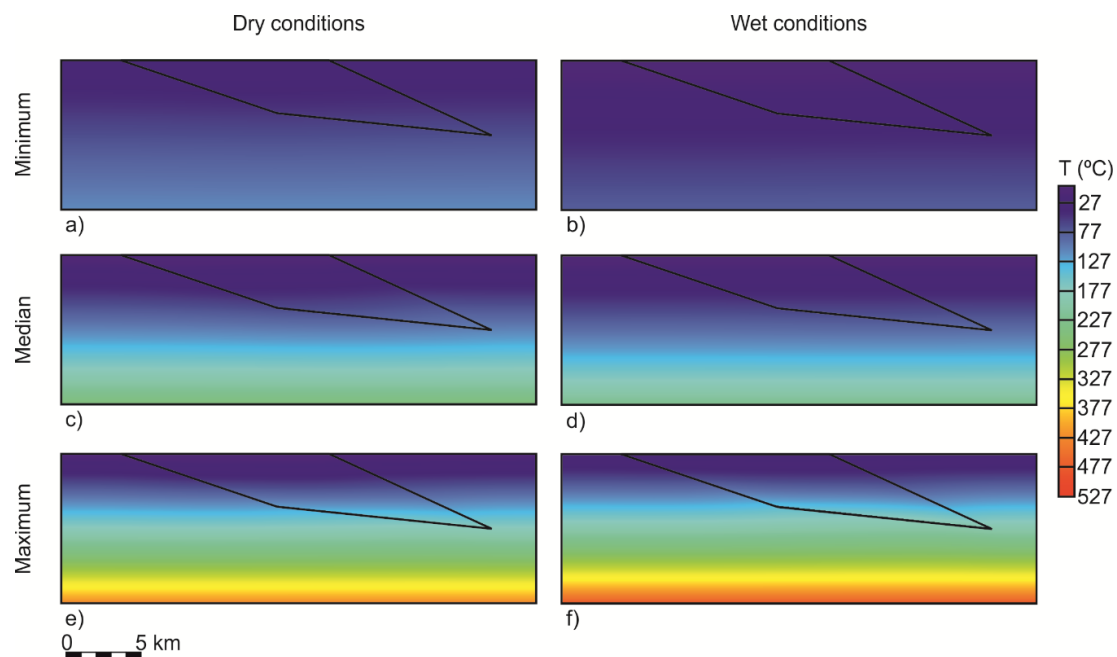 Dry conditions
Wet conditions
Minimum
a)
b)
T (ºC)
27
77
127
177
227
277
327
377
427
477
527
Median
c)
d)
Maximum
e)
f)
0 5 km